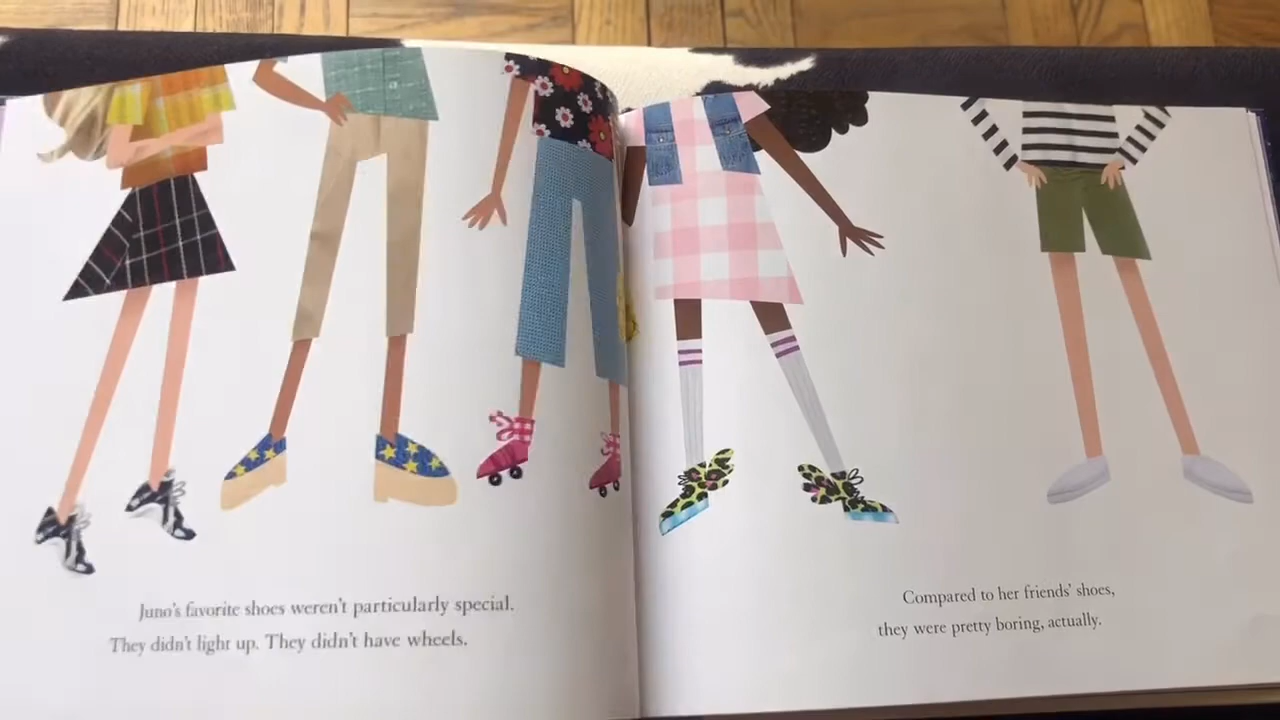 Juno's favorite shoes weren't particularly special.
They didn't light up. They didn't have wheels.
Compared to her friends' shoes,
they were pretty boring, actually.